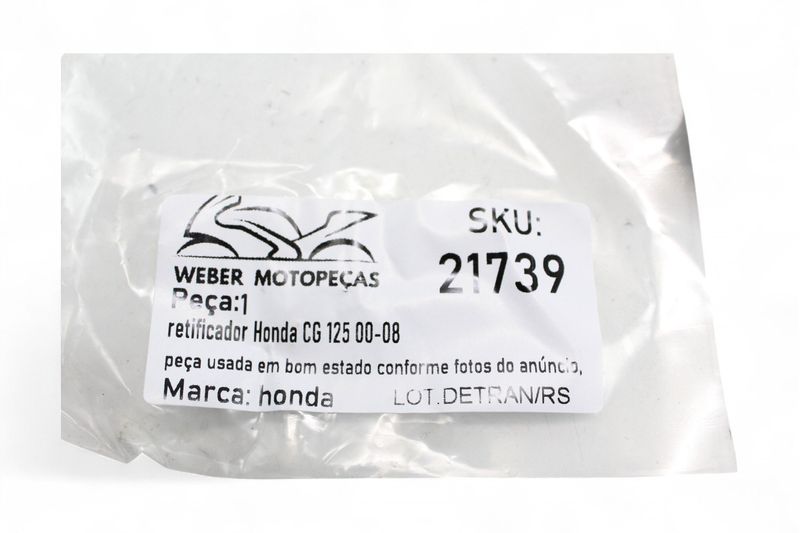 WEBER MOTOPEÇAS
SKU:
21739
Peça:1
retificador Honda CG 125 00-08
peça usada em bom estado conforme fotos do anúncio,
Marca: honda LOT.DETRAN/RS